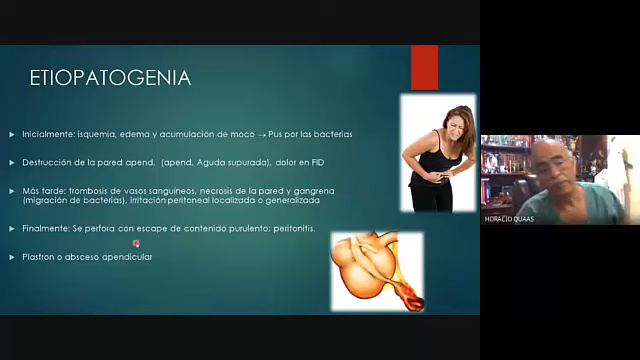 ETIOPATOGENIA
Inicialmente: isquemia, edema y acumulación de moco → Pus por las bacterias
Destrucción de la pared apend. (apend. Aguda supurada), dolor en FID
Más tarde: trombosis de vasos sanguíneos, necrosis de la pared y gangrena
(migración de bacterias), irritación peritoneal localizada o generalizada
Finalmente: Se perfora con escape de contenido purulento; peritonitis.
Plastron o absceso apendicular
HORACIO QUAAS